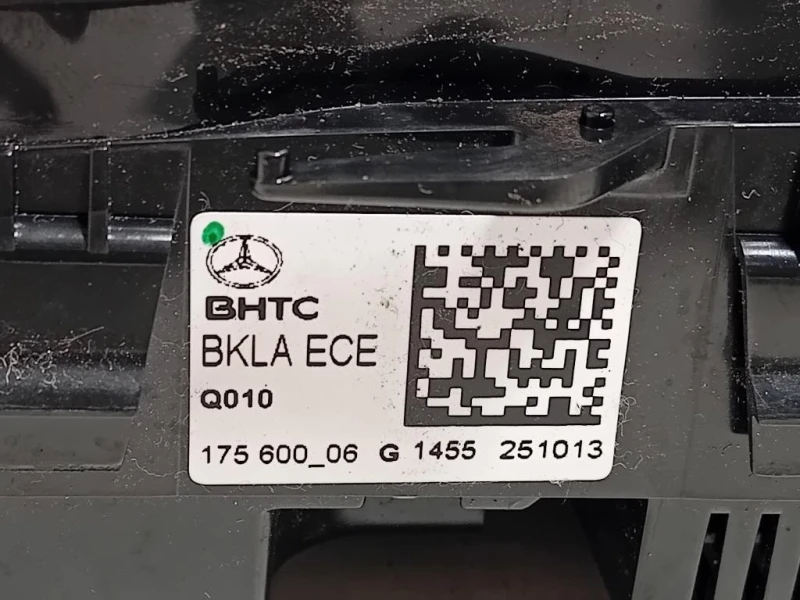 BHTC
BKLA ECE
Q010
175 600_06 G 1455 251013